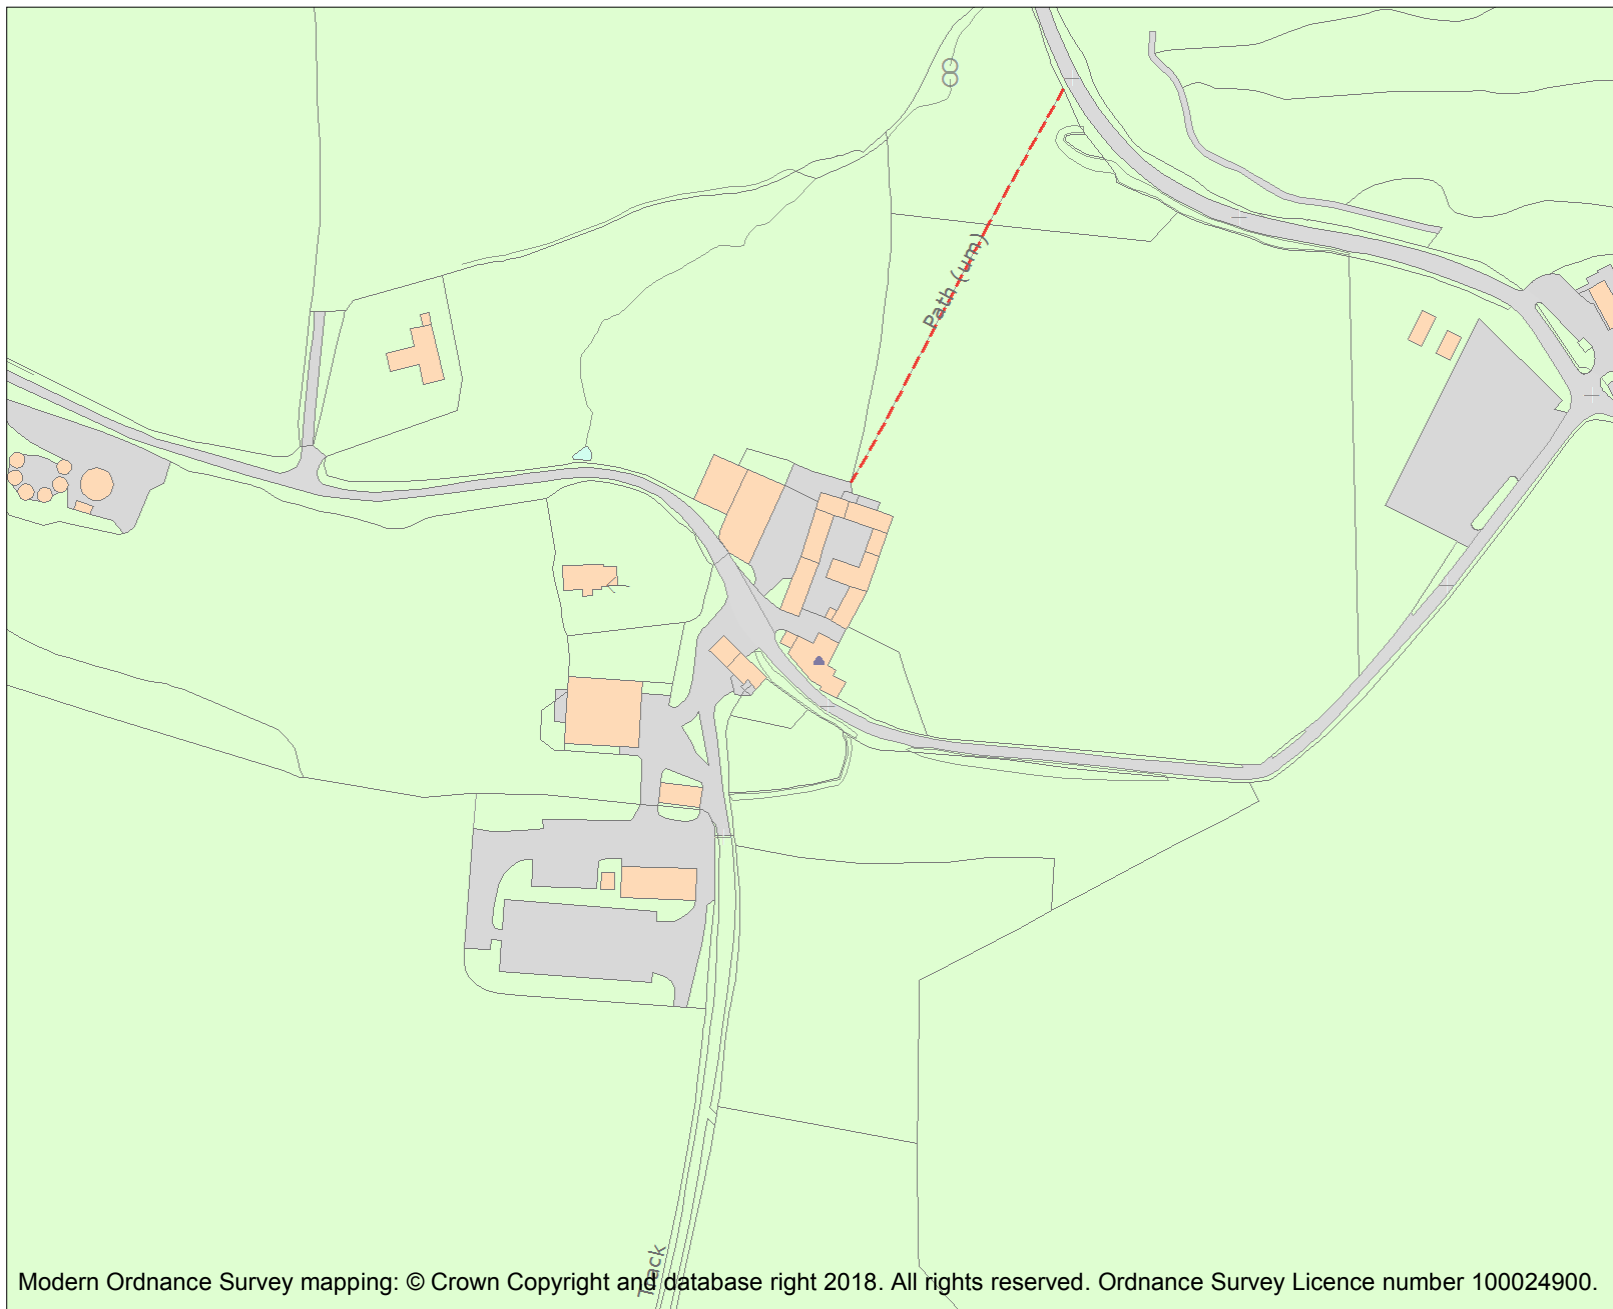 Path (um)
Track
Modern Ordnance Survey mapping: © Crown Copyright and database right 2018. All rights reserved. Ordnance Survey Licence number 100024900.